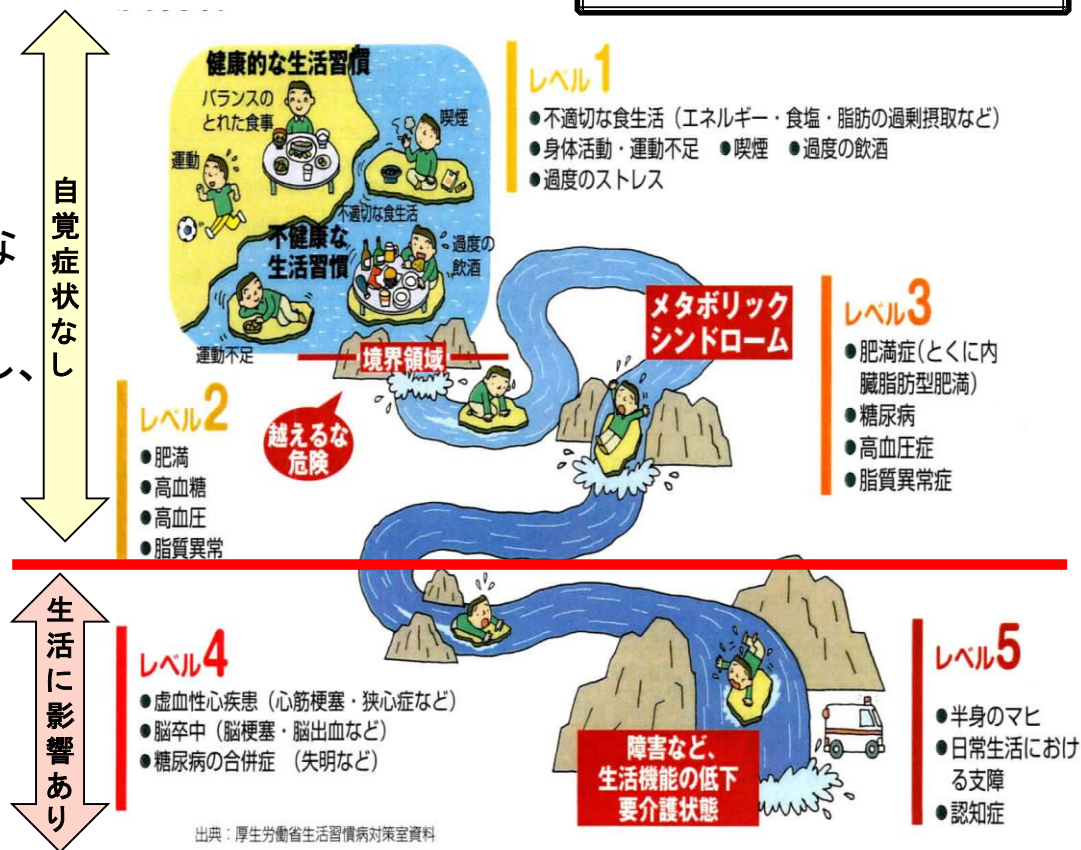 自覚症状なし
な
し、
健康的な生活習慣
バランスの
とれた食事
運動
喫煙
不適切な食生活
不健康な
生活習慣
過度の
飲酒
運動不足
境界領域
越えるな
危険
レベル1
●不適切な食生活（エネルギー・食塩・脂肪の過剰摂取など）
●身体活動・運動不足 ●喫煙 ●過度の飲酒
●過度のストレス
レベル2
●肥満
●高血糖
●高血圧
●脂質異常
メタボリック
シンドローム
レベル3
●肥満症（とくに内
臓脂肪型肥満）
●糖尿病
●高血圧症
●脂質異常症
生活に影響あり
レベル4
●虚血性心疾患（心筋梗塞・狭心症など）
●脳卒中（脳梗塞・脳出血など）
●糖尿病の合併症 （失明など）
障害など、
生活機能の低下
要介護状態
レベル5
●半身のマヒ
●日常生活におけ
る支障
●認知症
出典：厚生労働省生活習慣病対策室資料